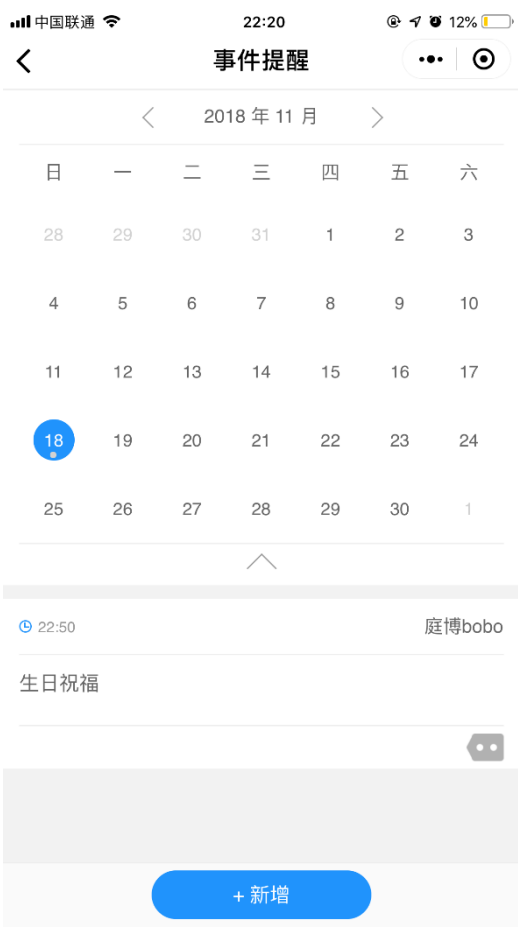 中国联通 22:20 12%
事件提醒
2018 年 11 月
日 一 二 三 四 五 六
28 29 30 31 1 2 3
4 5 6 7 8 9 10
11 12 13 14 15 16 17
18 19 20 21 22 23 24
25 26 27 28 29 30 1
22:50 庭博bobo
生日祝福
+ 新增